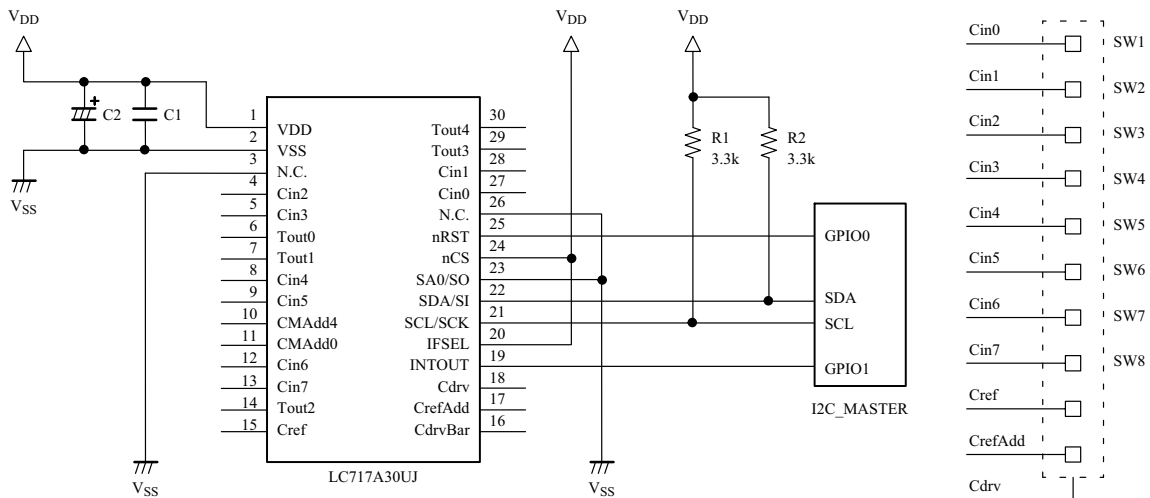 VDD
VDD
VDD
C2
C1
1
VDD
2
VSS
3
N.C.
4
Cin2
5
Cin3
6
Tout0
7
Tout1
8
Cin4
9
Cin5
10
CMAdd4
11
CMAdd0
12
Cin6
13
Cin7
14
Tout2
15
Cref
30
Tout4
29
Tout3
28
Cin1
27
Cin0
26
N.C.
25
nRST
24
nCS
23
SA0/SO
22
SDA/SI
21
SCL/SCK
20
IFSEL
19
INTOUT
18
Cdrv
17
CrefAdd
16
CdrvBar
LC717A30UJ
VSS
VSS
VSS
R1
3.3k
R2
3.3k
GPIO0
SDA
SCL
GPIO1
I2C_MASTER
Cin0
SW1
Cin1
SW2
Cin2
SW3
Cin3
SW4
Cin4
SW5
Cin5
SW6
Cin6
SW7
Cin7
SW8
Cref
CrefAdd
Cdrv